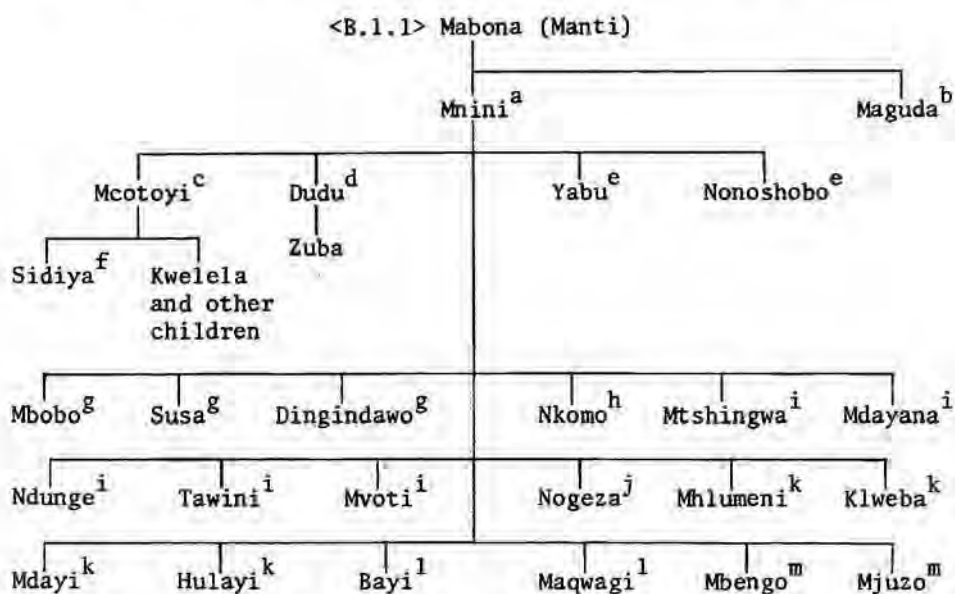 <B.1.1> Mabona (Manti)
Mnini^a Maguda^b
Mcotoyi^c Dudu^d Yabu^e Nonoshobo^e
Sidiya^f Kwelela Zuba
and other
children
Mbobo^g Susa^g Dingindawo^g Nkomo^h Mtshingwa^i Mdayana^i
Ndunge^i Tawini^i Mvoti^i Nogeza^j Mhlumeni^k Klweba^k
Mdayi^k Hulayi^k Bayi^l Maqwagi^l Mbengo^m Mjuzo^m